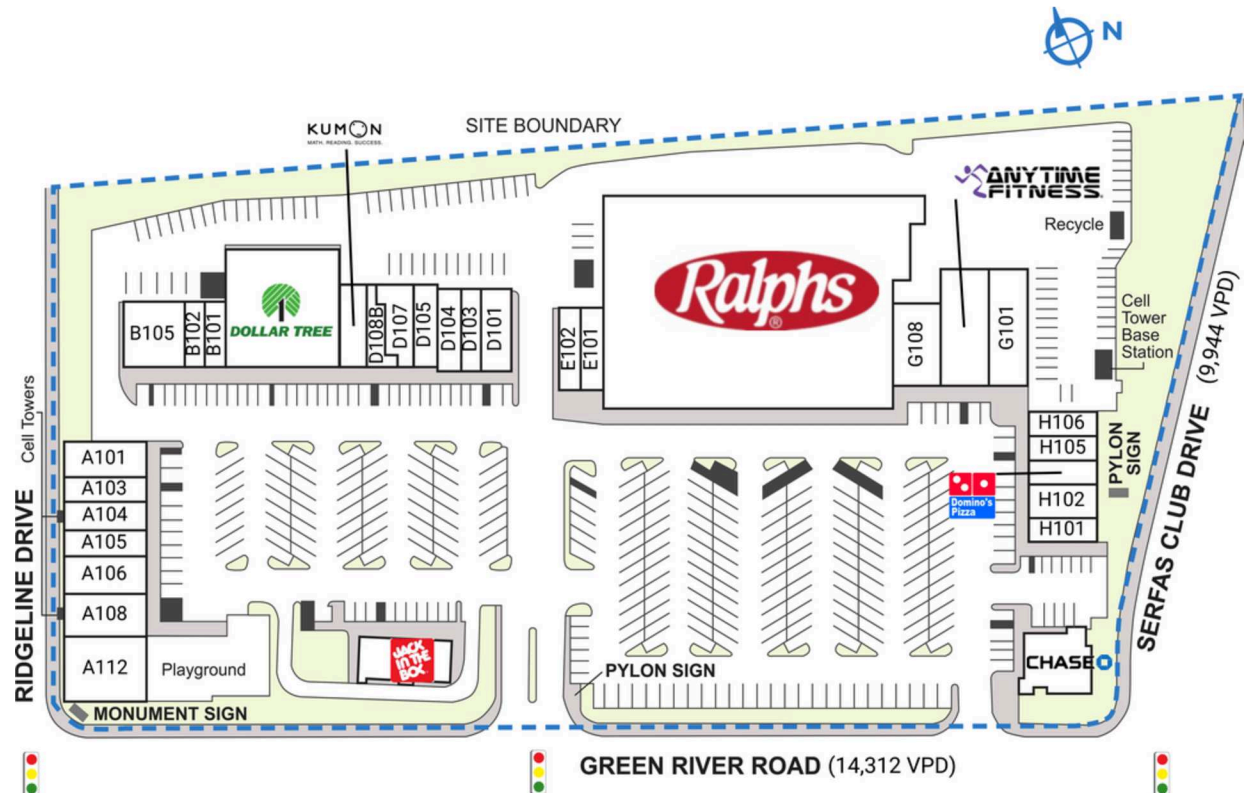 N
KUMON
MATH. READING. SUCCESS.
SITE BOUNDARY
ANYTIME
FITNESS
Recycle
Ralphs
®
DOLLAR TREE
B105
B102
B101
D108B
D107
D105
D104
D103
D101
E102
E101
G108
G101
Cell
Tower
Base
Station
(9,944 VPD)
SERFAS CLUB DRIVE
PYLON
SIGN
H106
H105
Domino's
Pizza
H102
H101
Cell Towers
RIDGELINE DRIVE
A101
A103
A104
A105
A106
A108
A112
Playground
JACK
IN THE
BOX
CHASE
PYLON SIGN
MONUMENT SIGN
GREEN RIVER ROAD (14,312 VPD)